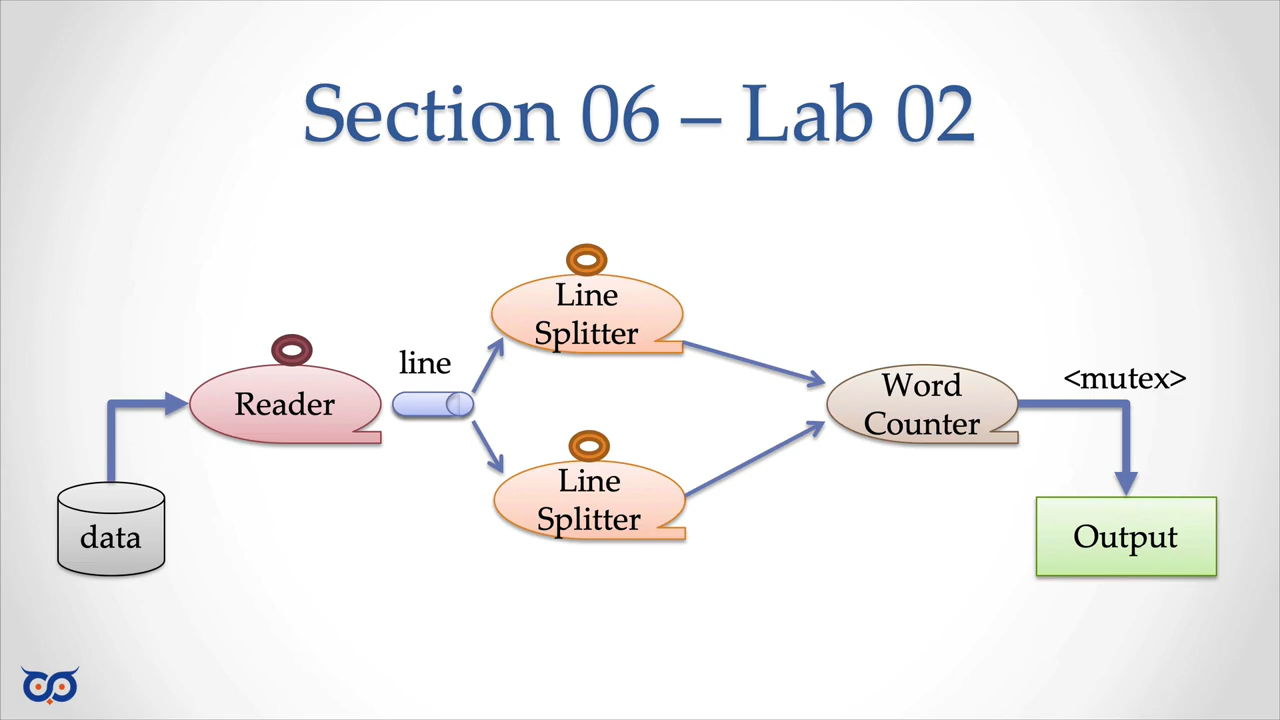 Section 06 – Lab 02
Line
Splitter
line
Reader
Word
Counter
<mutex>
Line
Splitter
data
Output